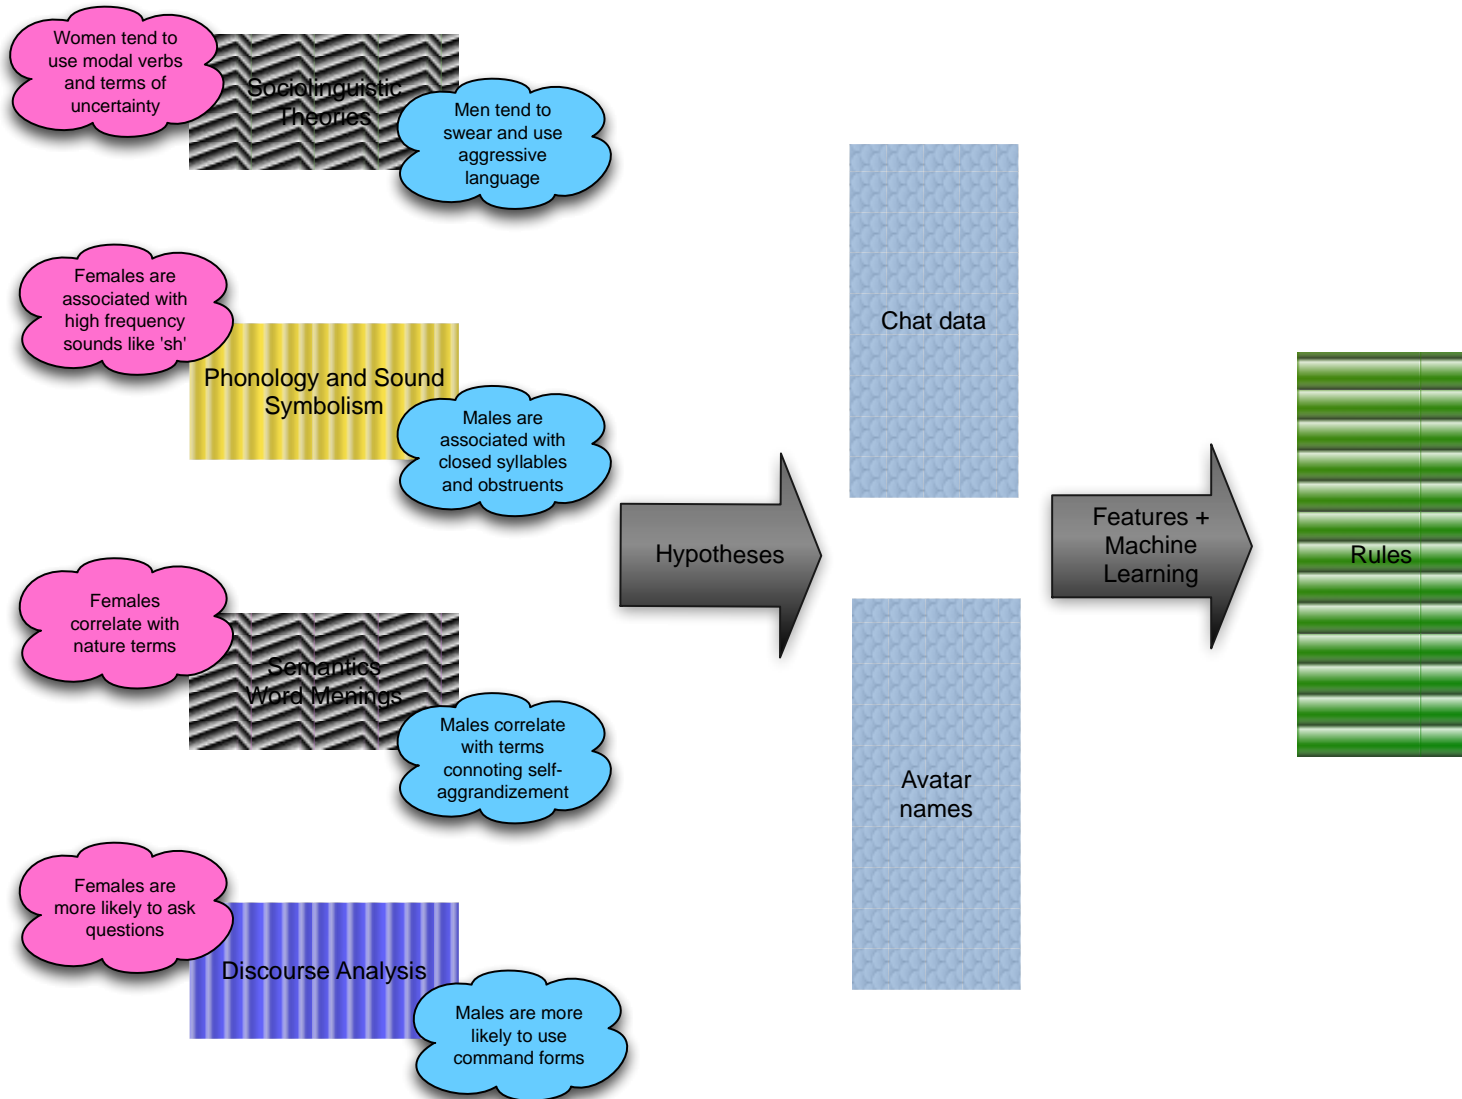 Women tend to
use modal verbs
and terms of
uncertainty
Sociolinguistic
Theories
Men tend to
swear and use
aggressive
language
Females are
associated with
high frequency
sounds like 'sh'
Phonology and Sound
Symbolism
Males are
associated with
closed syllables
and obstruents
Females
correlate with
nature terms
Semantics
Word Menings
Males correlate
with terms
connoting self-
aggrandizement
Females are
more likely to ask
questions
Discourse Analysis
Males are more
likely to use
command forms
Hypotheses
Chat data
Avatar
names
Features +
Machine
Learning
Rules